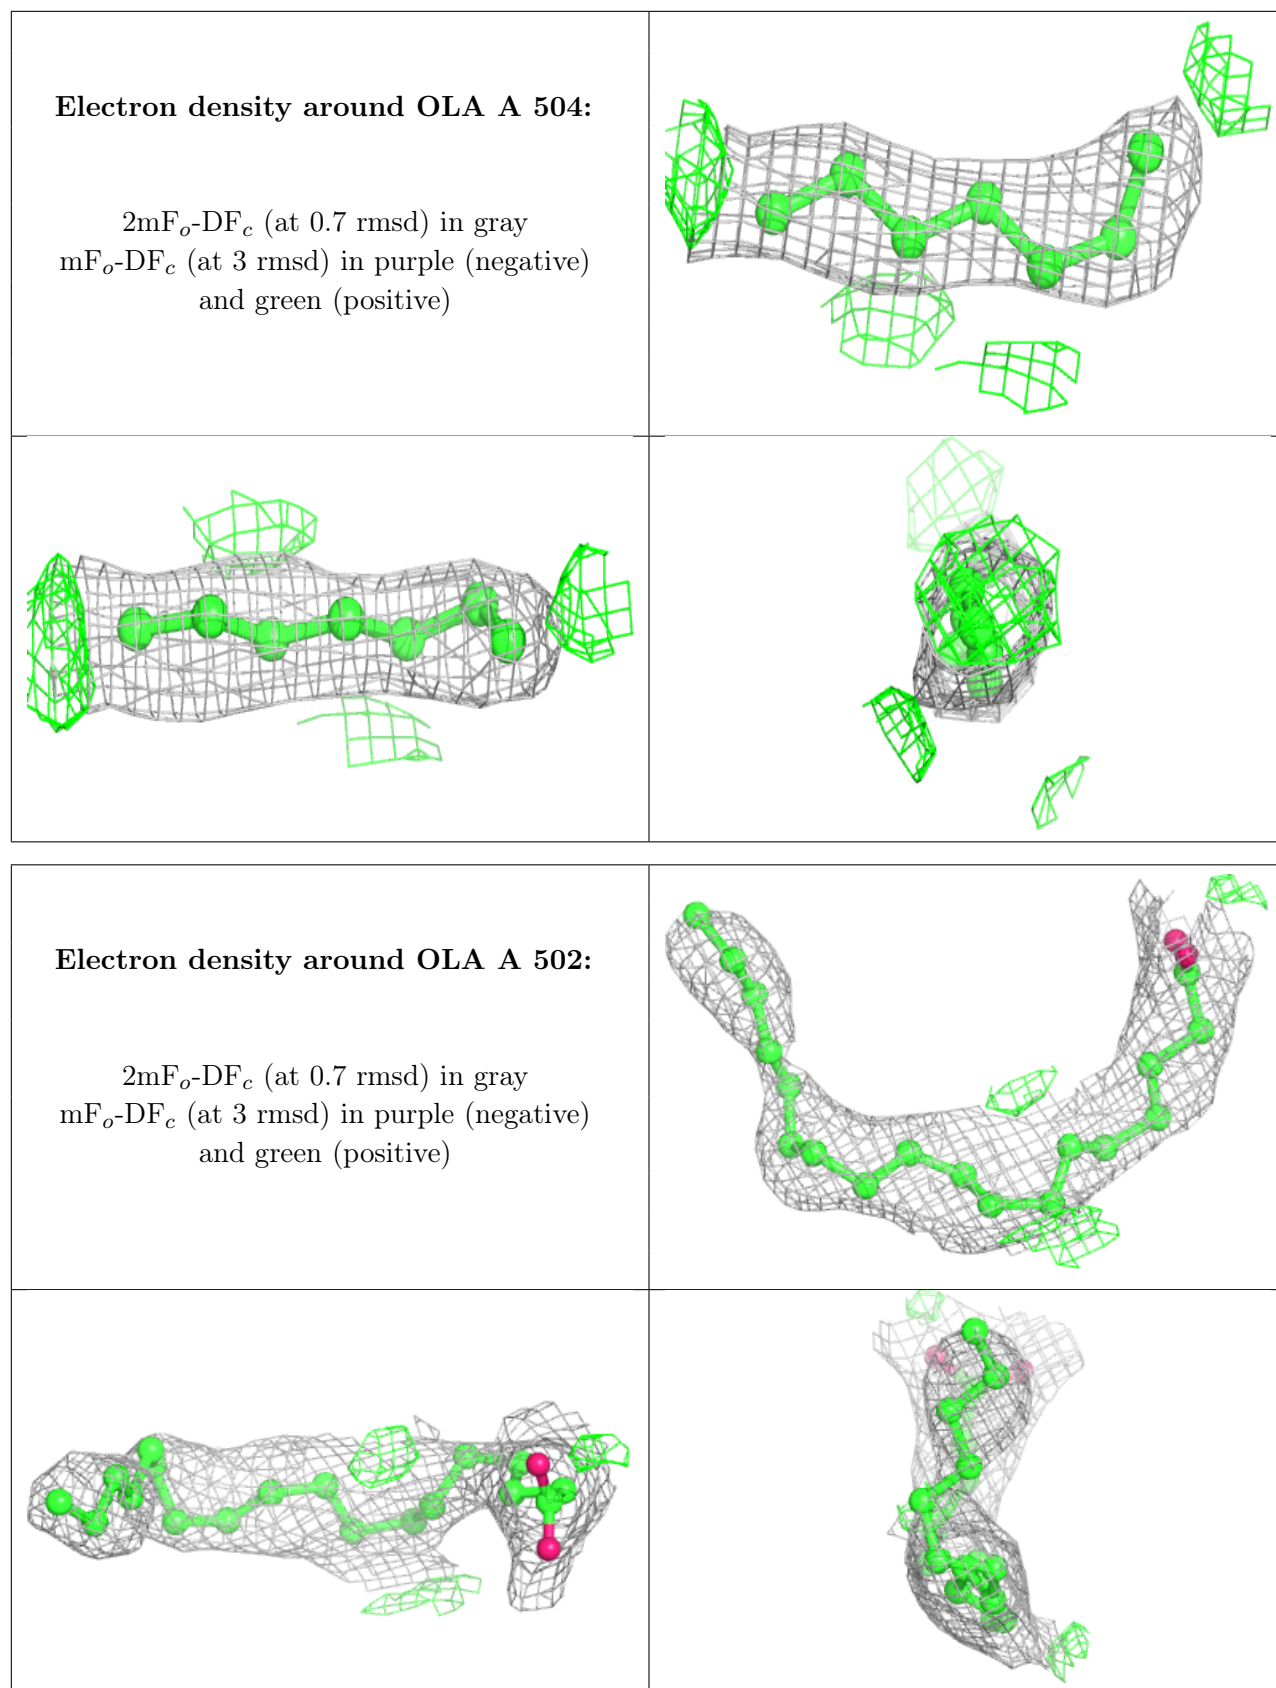 Electron density around OLA A 504:
2mFo-DFc (at 0.7 rmsd) in gray
mFo-DFc (at 3 rmsd) in purple (negative)
and green (positive)
Electron density around OLA A 502:
2mFo-DFc (at 0.7 rmsd) in gray
mFo-DFc (at 3 rmsd) in purple (negative)
and green (positive)